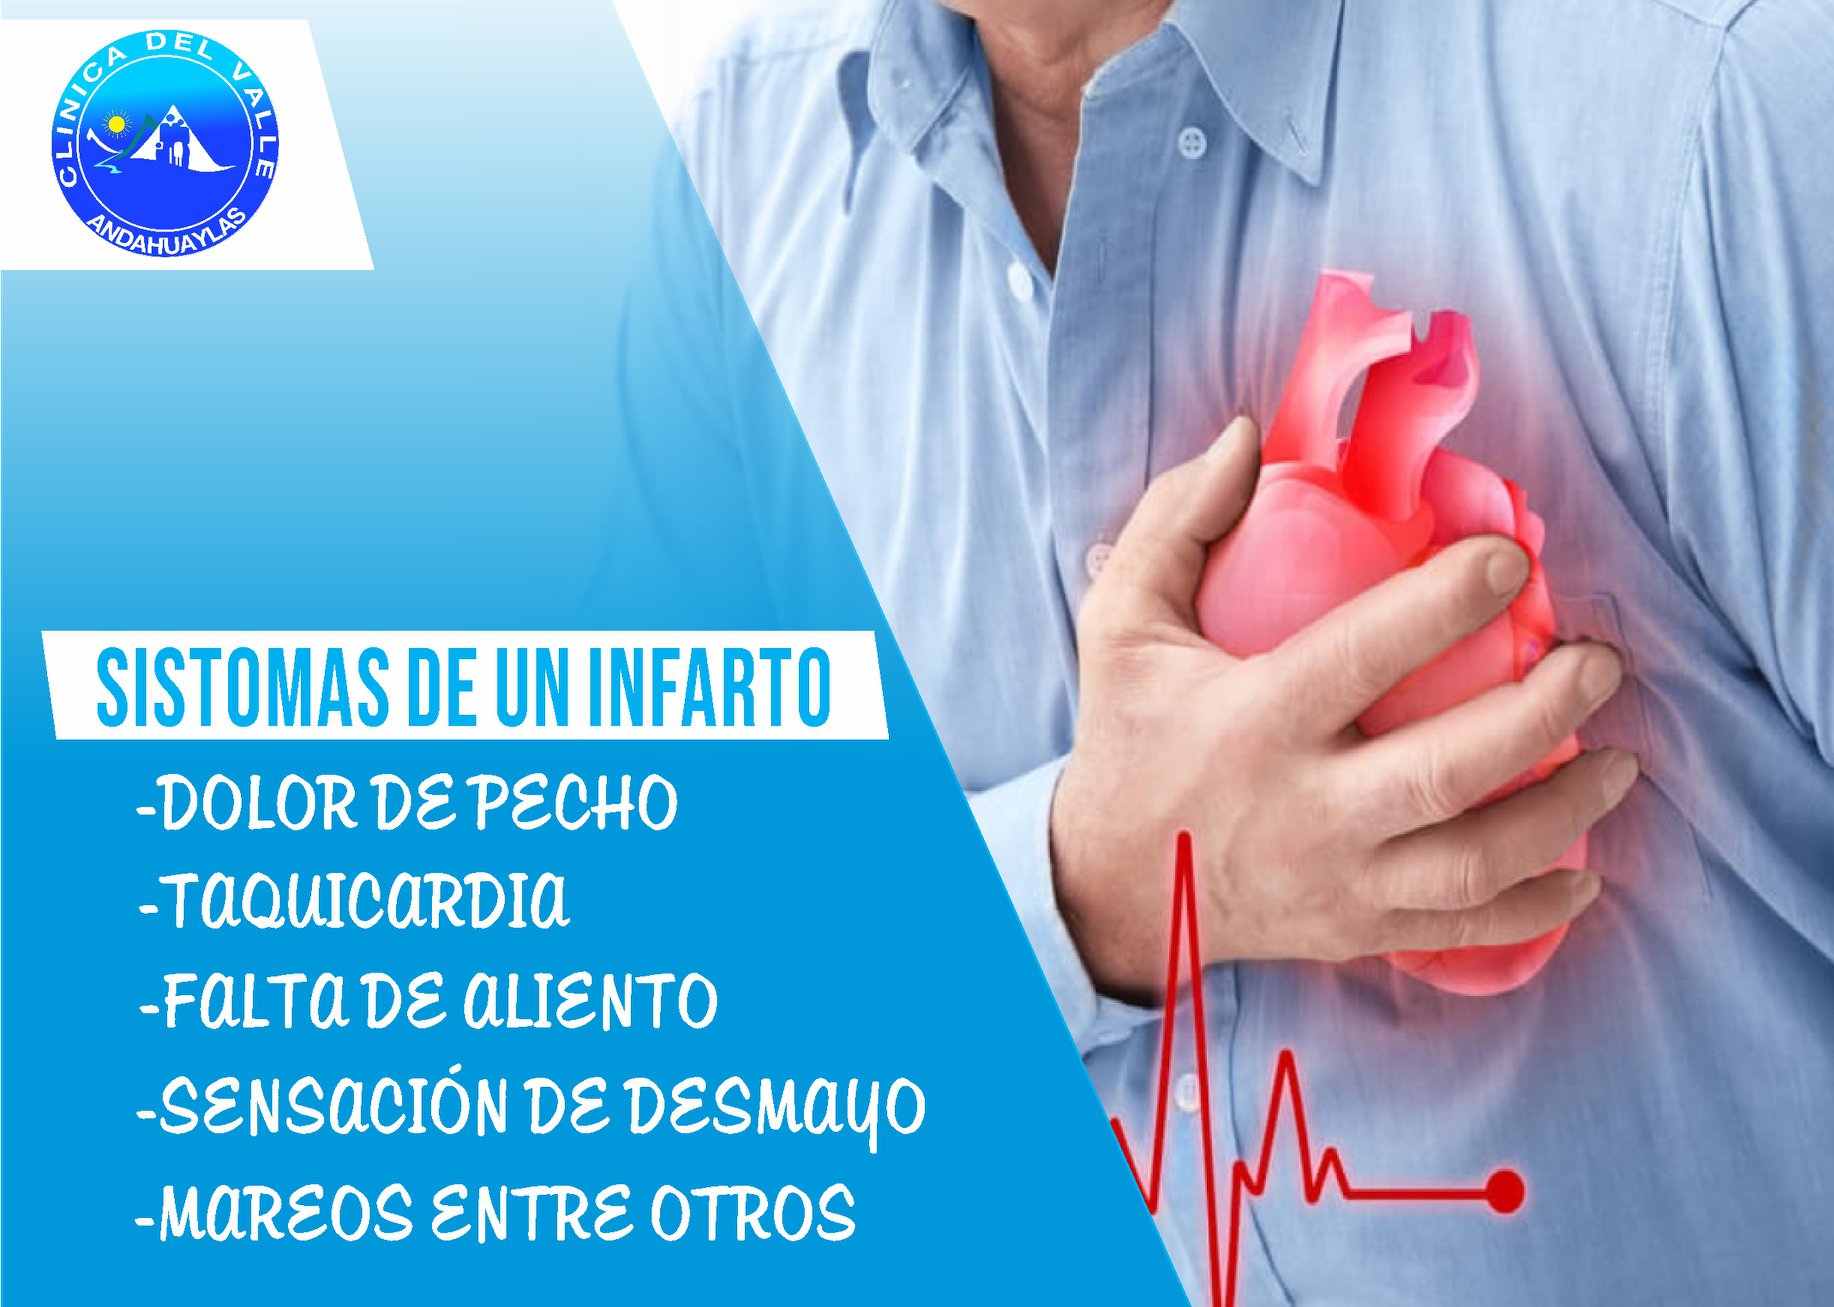 CLINICA DEL VALLE
ANDAHUAYLAS
SISTOMAS DE UN INFARTO
-DOLOR DE PECHO
-TAQUICARDIA
-FALTA DE ALIENTO
-SENSACIÓN DE DESMAYO
-MAREOS ENTRE OTROS